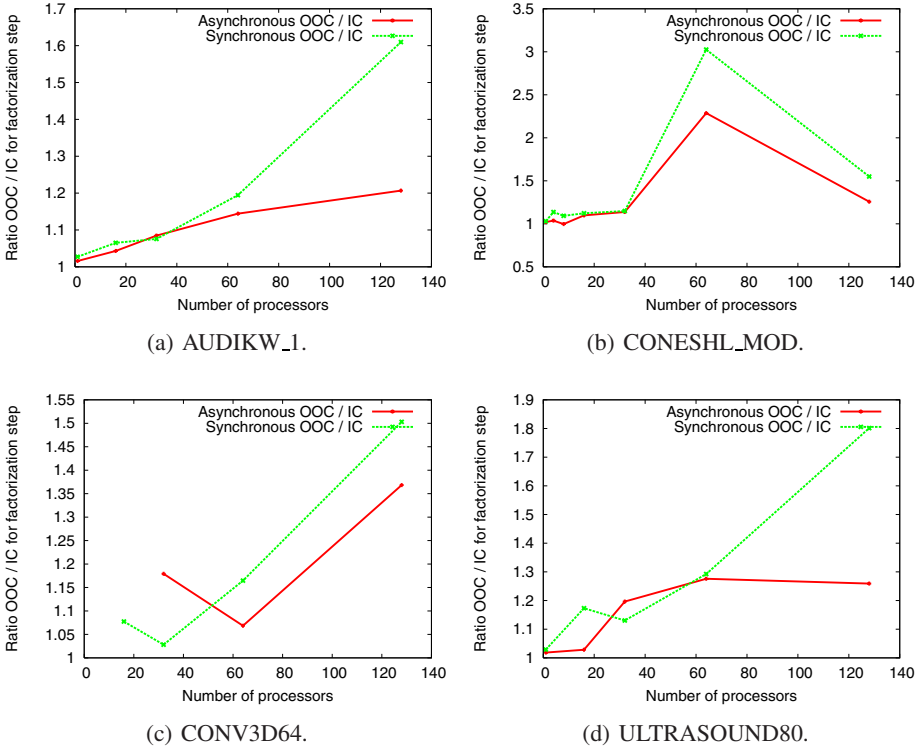 1.7
1.6
1.5
1.4
1.3
1.2
1.1
1
0 20 40 60 80 100 120 140
Ratio OOC / IC for factorization step
Number of processors
Asynchronous OOC / IC
Synchronous OOC / IC
(a) AUDIKW_1.
3.5
3
2.5
2
1.5
1
0.5
0 20 40 60 80 100 120 140
Ratio OOC / IC for factorization step
Number of processors
Asynchronous OOC / IC
Synchronous OOC / IC
(b) CONESHL_MOD.
1.55
1.5
1.45
1.4
1.35
1.3
1.25
1.2
1.15
1.1
1.05
1
0 20 40 60 80 100 120 140
Ratio OOC / IC for factorization step
Number of processors
Asynchronous OOC / IC
Synchronous OOC / IC
(c) CONV3D64.
1.9
1.8
1.7
1.6
1.5
1.4
1.3
1.2
1.1
1
0 20 40 60 80 100 120 140
Ratio OOC / IC for factorization step
Number of processors
Asynchronous OOC / IC
Synchronous OOC / IC
(d) ULTRASOUND80.